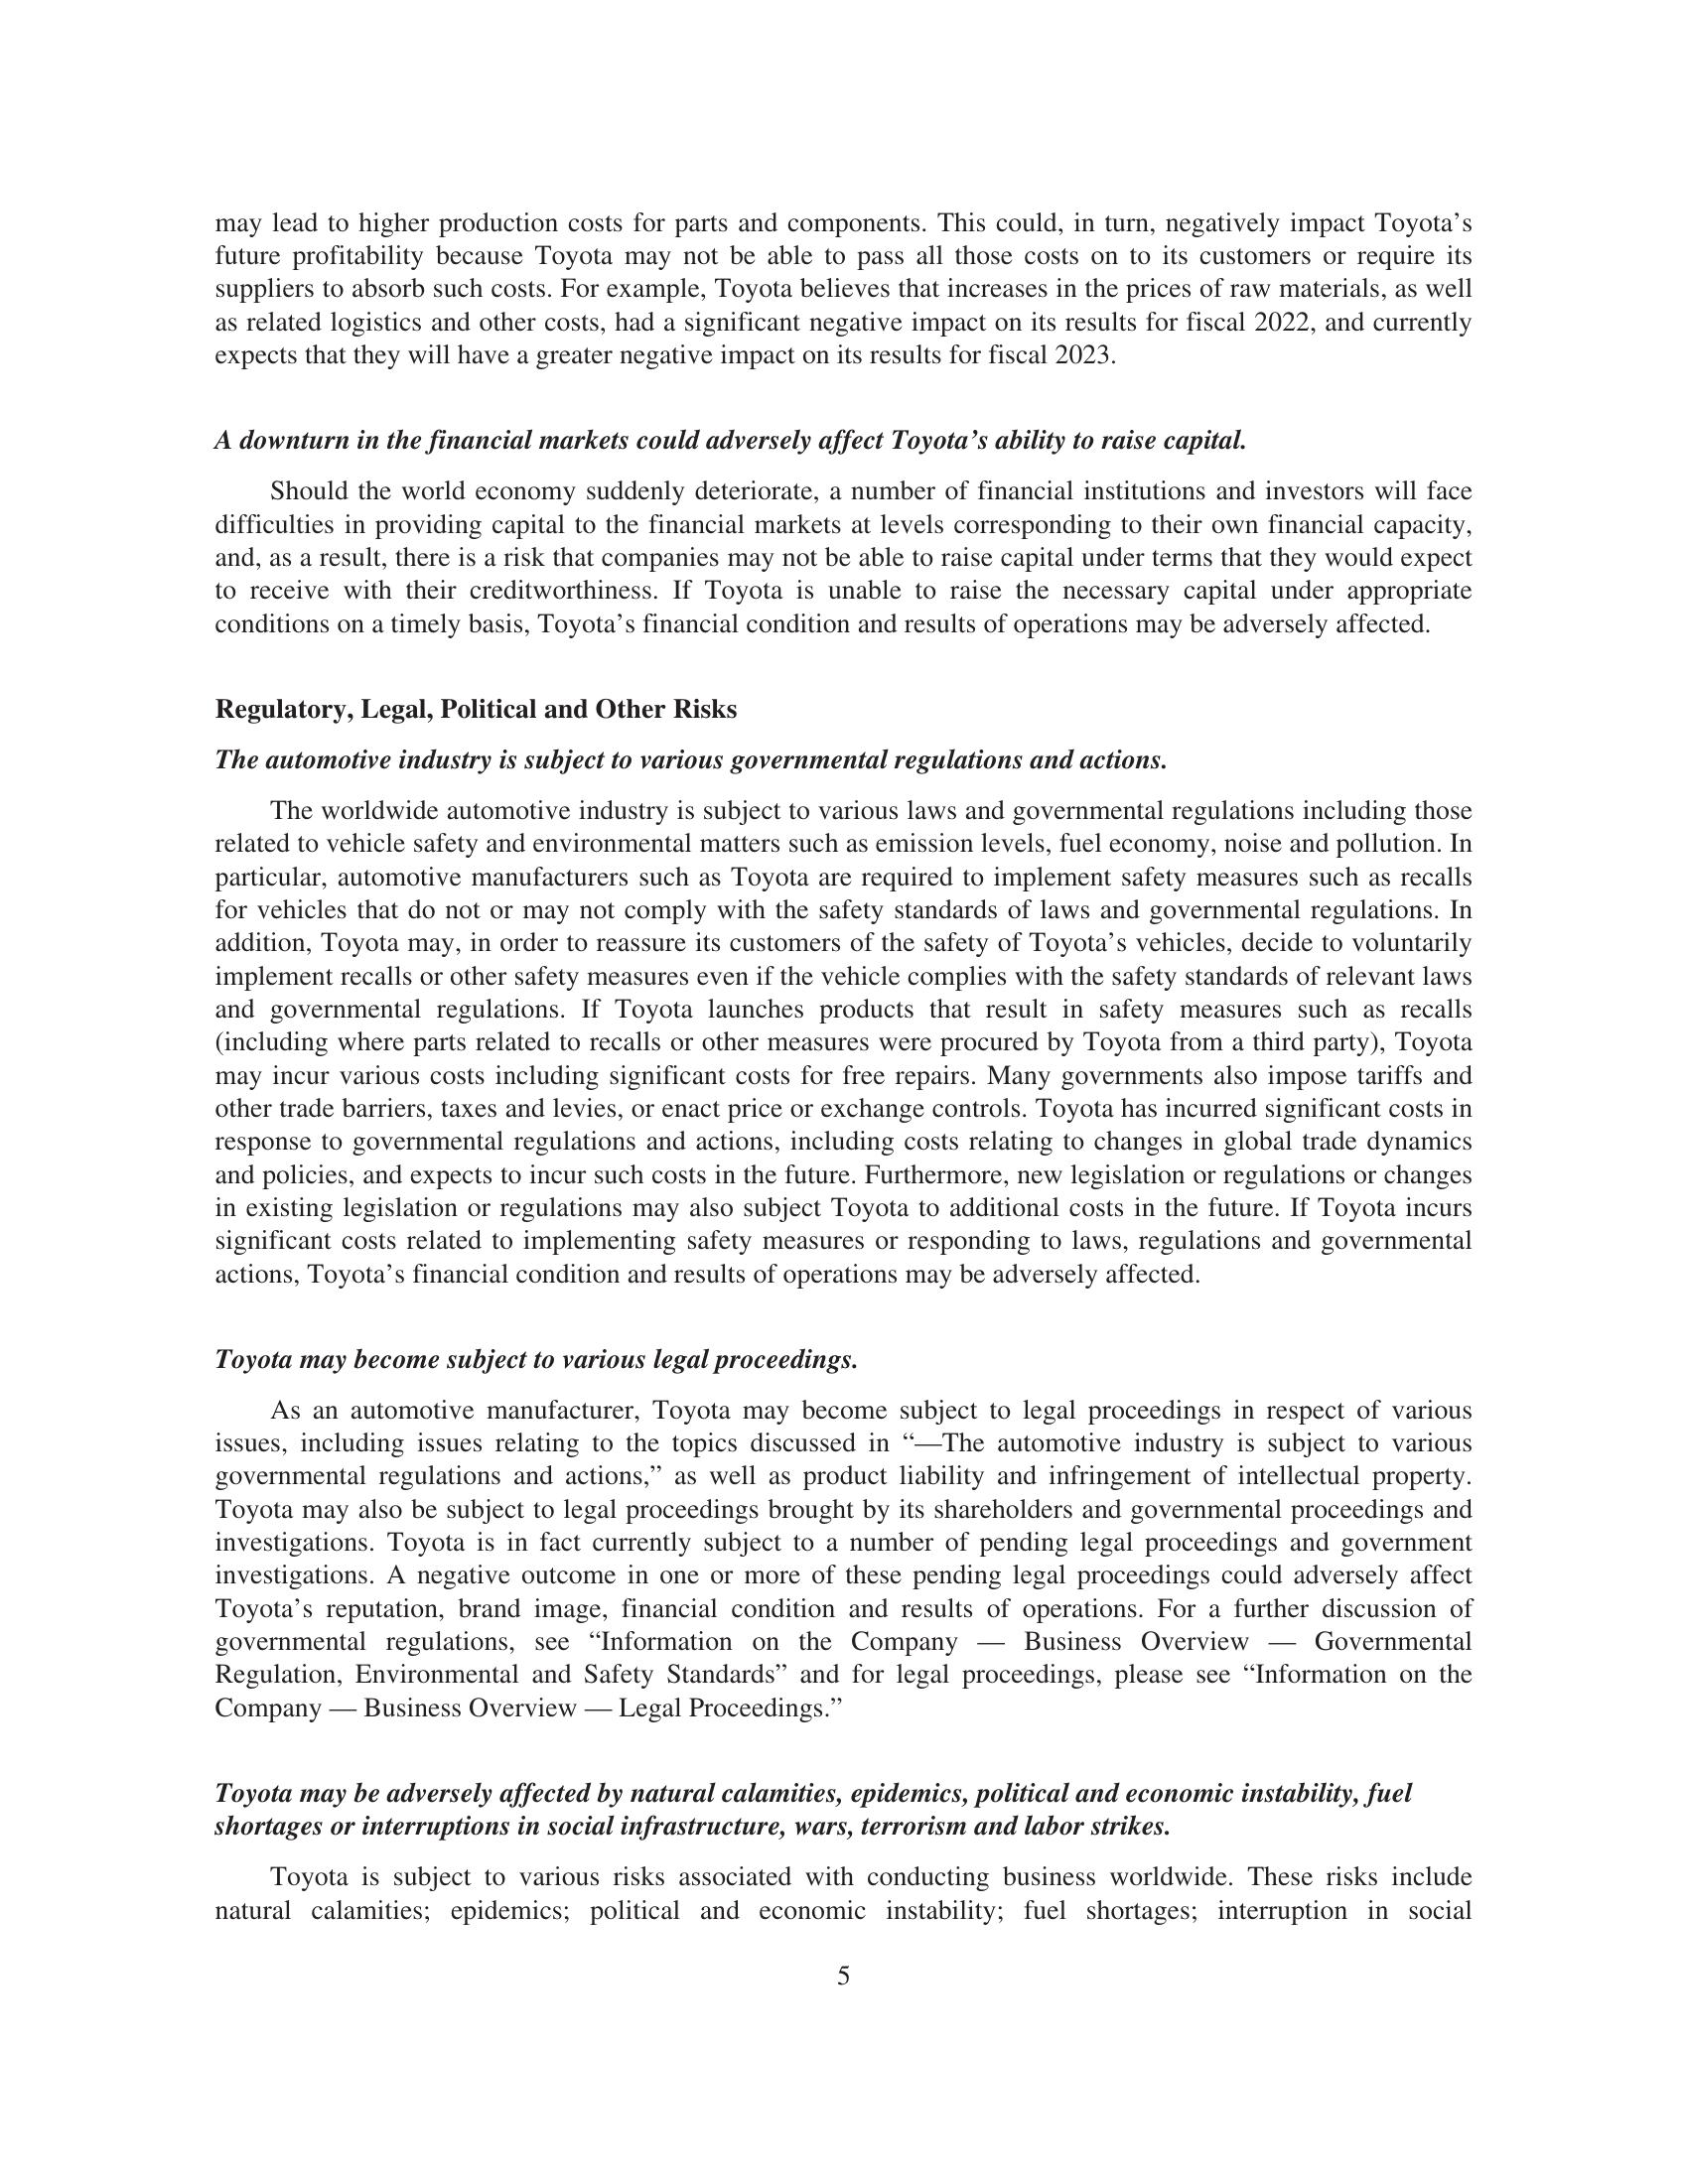 may lead to higher production costs for parts and components. This could, in turn, negatively impact Toyota’s
future profitability because Toyota may not be able to pass all those costs on to its customers or require its
suppliers to absorb such costs. For example, Toyota believes that increases in the prices of raw materials, as well
as related logistics and other costs, had a significant negative impact on its results for fiscal 2022, and currently
expects that they will have a greater negative impact on its results for fiscal 2023.
A downturn in the financial markets could adversely affect Toyota’s ability to raise capital.
Should the world economy suddenly deteriorate, a number of financial institutions and investors will face
difficulties in providing capital to the financial markets at levels corresponding to their own financial capacity,
and, as a result, there is a risk that companies may not be able to raise capital under terms that they would expect
to receive with their creditworthiness. If Toyota is unable to raise the necessary capital under appropriate
conditions on a timely basis, Toyota’s financial condition and results of operations may be adversely affected.
Regulatory, Legal, Political and Other Risks
The automotive industry is subject to various governmental regulations and actions.
The worldwide automotive industry is subject to various laws and governmental regulations including those
related to vehicle safety and environmental matters such as emission levels, fuel economy, noise and pollution. In
particular, automotive manufacturers such as Toyota are required to implement safety measures such as recalls
for vehicles that do not or may not comply with the safety standards of laws and governmental regulations. In
addition, Toyota may, in order to reassure its customers of the safety of Toyota’s vehicles, decide to voluntarily
implement recalls or other safety measures even if the vehicle complies with the safety standards of relevant laws
and governmental regulations. If Toyota launches products that result in safety measures such as recalls
(including where parts related to recalls or other measures were procured by Toyota from a third party), Toyota
may incur various costs including significant costs for free repairs. Many governments also impose tariffs and
other trade barriers, taxes and levies, or enact price or exchange controls. Toyota has incurred significant costs in
response to governmental regulations and actions, including costs relating to changes in global trade dynamics
and policies, and expects to incur such costs in the future. Furthermore, new legislation or regulations or changes
in existing legislation or regulations may also subject Toyota to additional costs in the future. If Toyota incurs
significant costs related to implementing safety measures or responding to laws, regulations and governmental
actions, Toyota’s financial condition and results of operations may be adversely affected.
Toyota may become subject to various legal proceedings.
As an automotive manufacturer, Toyota may become subject to legal proceedings in respect of various
issues, including issues relating to the topics discussed in “—The automotive industry is subject to various
governmental regulations and actions,” as well as product liability and infringement of intellectual property.
Toyota may also be subject to legal proceedings brought by its shareholders and governmental proceedings and
investigations. Toyota is in fact currently subject to a number of pending legal proceedings and government
investigations. A negative outcome in one or more of these pending legal proceedings could adversely affect
Toyota’s reputation, brand image, financial condition and results of operations. For a further discussion of
governmental regulations, see “Information on the Company — Business Overview — Governmental
Regulation, Environmental and Safety Standards” and for legal proceedings, please see “Information on the
Company — Business Overview — Legal Proceedings.”
Toyota may be adversely affected by natural calamities, epidemics, political and economic instability, fuel
shortages or interruptions in social infrastructure, wars, terrorism and labor strikes.
Toyota is subject to various risks associated with conducting business worldwide. These risks include
natural calamities; epidemics; political and economic instability; fuel shortages; interruption in social
5